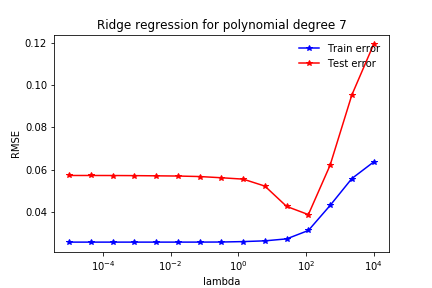 Ridge regression for polynomial degree 7
0.12
0.10
0.08
0.06
0.04
RMSE
Train error
Test error
10⁻⁴
10⁻²
10⁰
10²
10⁴
lambda